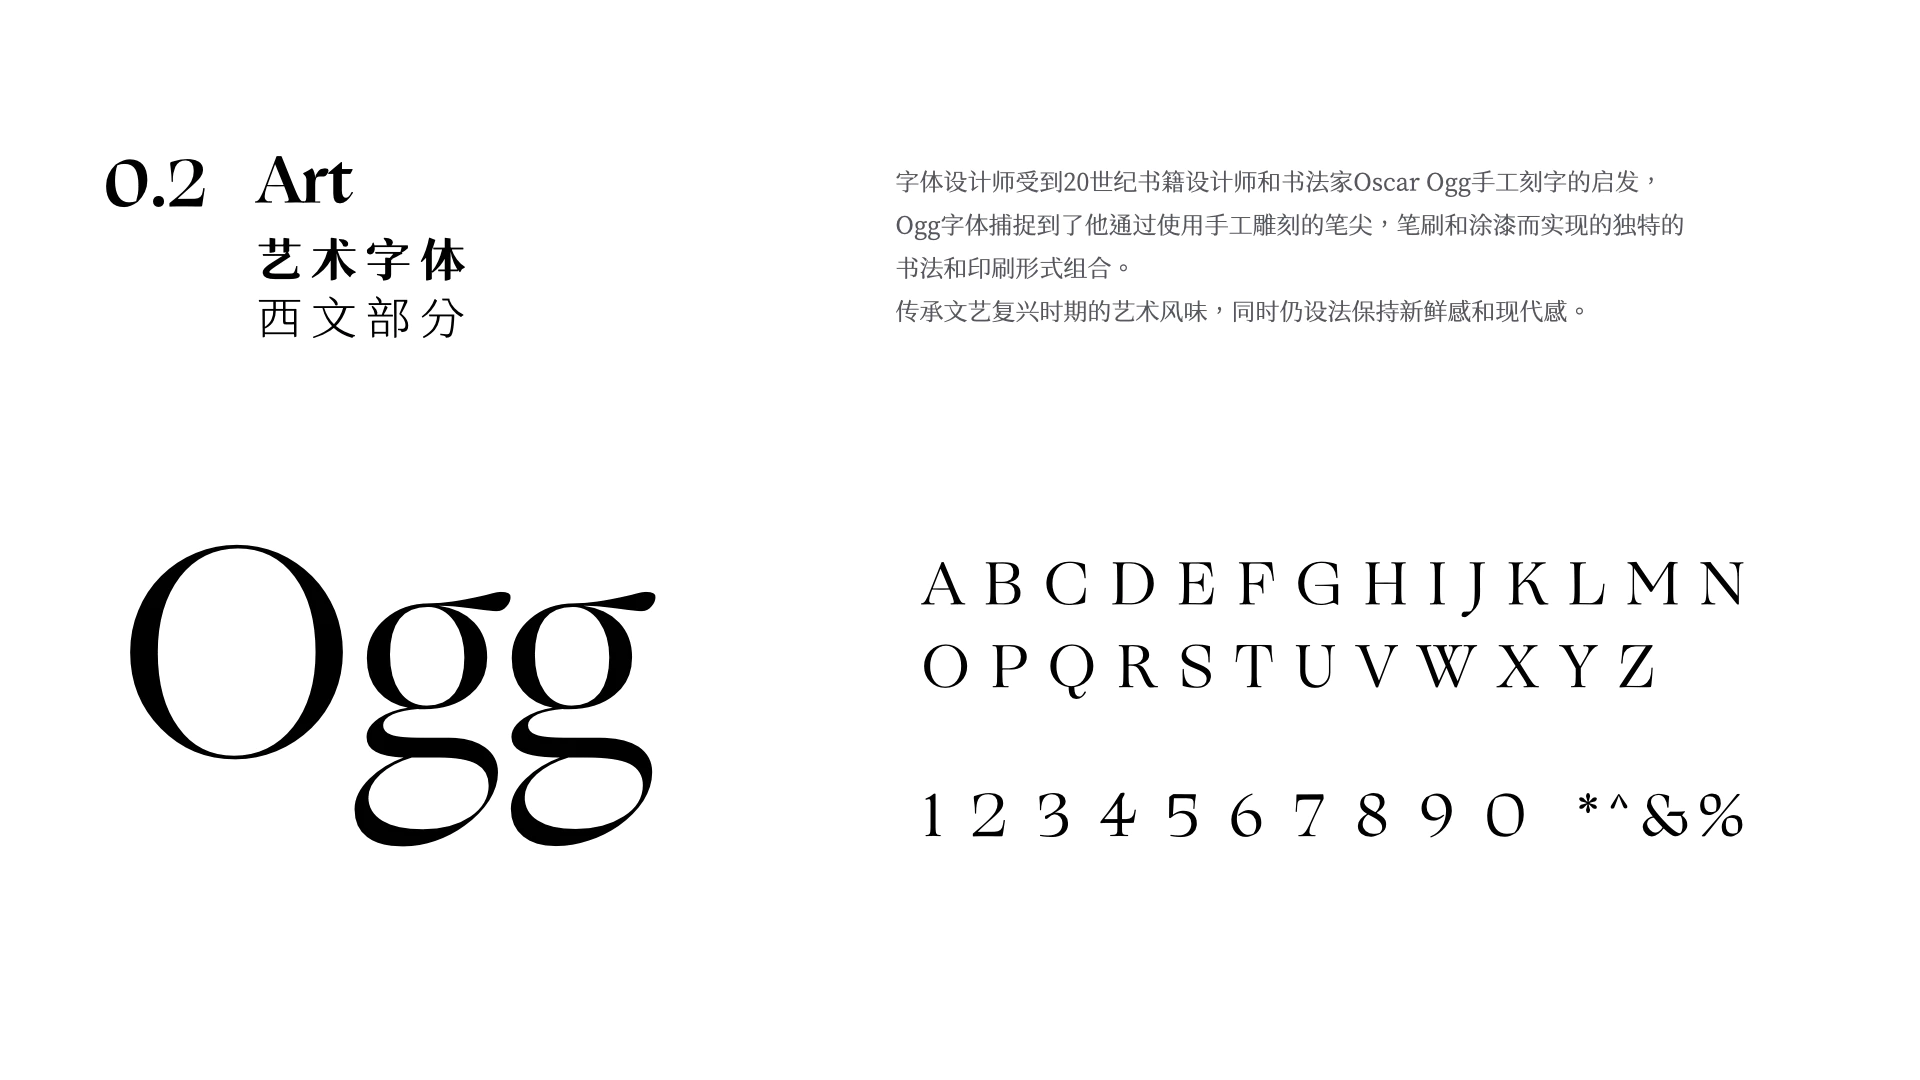 0.2 Art
艺术字体
西文部分
字体设计师受到20世纪书籍设计师和书法家Oscar Ogg手工刻字的启发，
Ogg字体捕捉到了他通过使用手工雕刻的笔尖，笔刷和涂漆而实现的独特的
书法和印刷形式组合。
传承文艺复兴时期的艺术风味，同时仍设法保持新鲜感和现代感。
Ogg
A B C D E F G H I J K L M N
O P Q R S T U V W X Y Z
1 2 3 4 5 6 7 8 9 0 *^&%